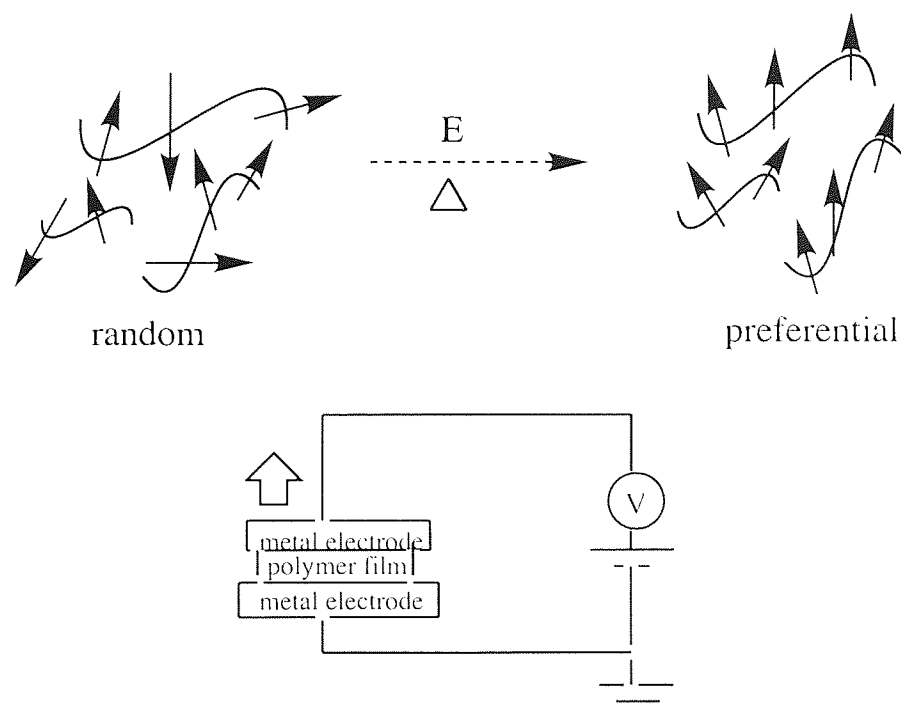 E
Δ
random
preferential
V
metal electrode
polymer film
metal electrode